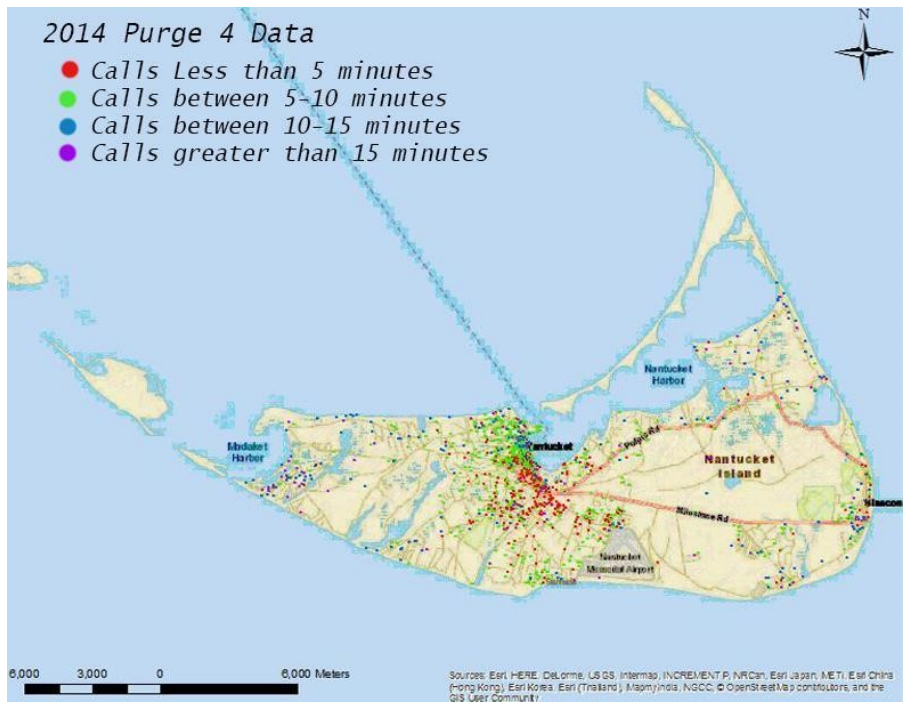 2014 Purge 4 Data
Calls Less than 5 minutes
Calls between 5-10 minutes
Calls between 10-15 minutes
Calls greater than 15 minutes
N
Nantucket
Harbor
Madaket
Harbor
Nantucket
Polpis Rd
Nantucket
Island
Siascon
Milestone Rd
Nantucket
Memorial Airport
6,000 3,000 0 6,000 Meters
Sources: Esri, HERE, DeLorme, USGS, Intermap, INCREMENT P, NRCan, Esri Japan, METI, Esri China
(Hong Kong), Esri Korea, Esri (Thailand), MapmyIndia, NGCC, © OpenStreetMap contributors, and the
GIS User Community